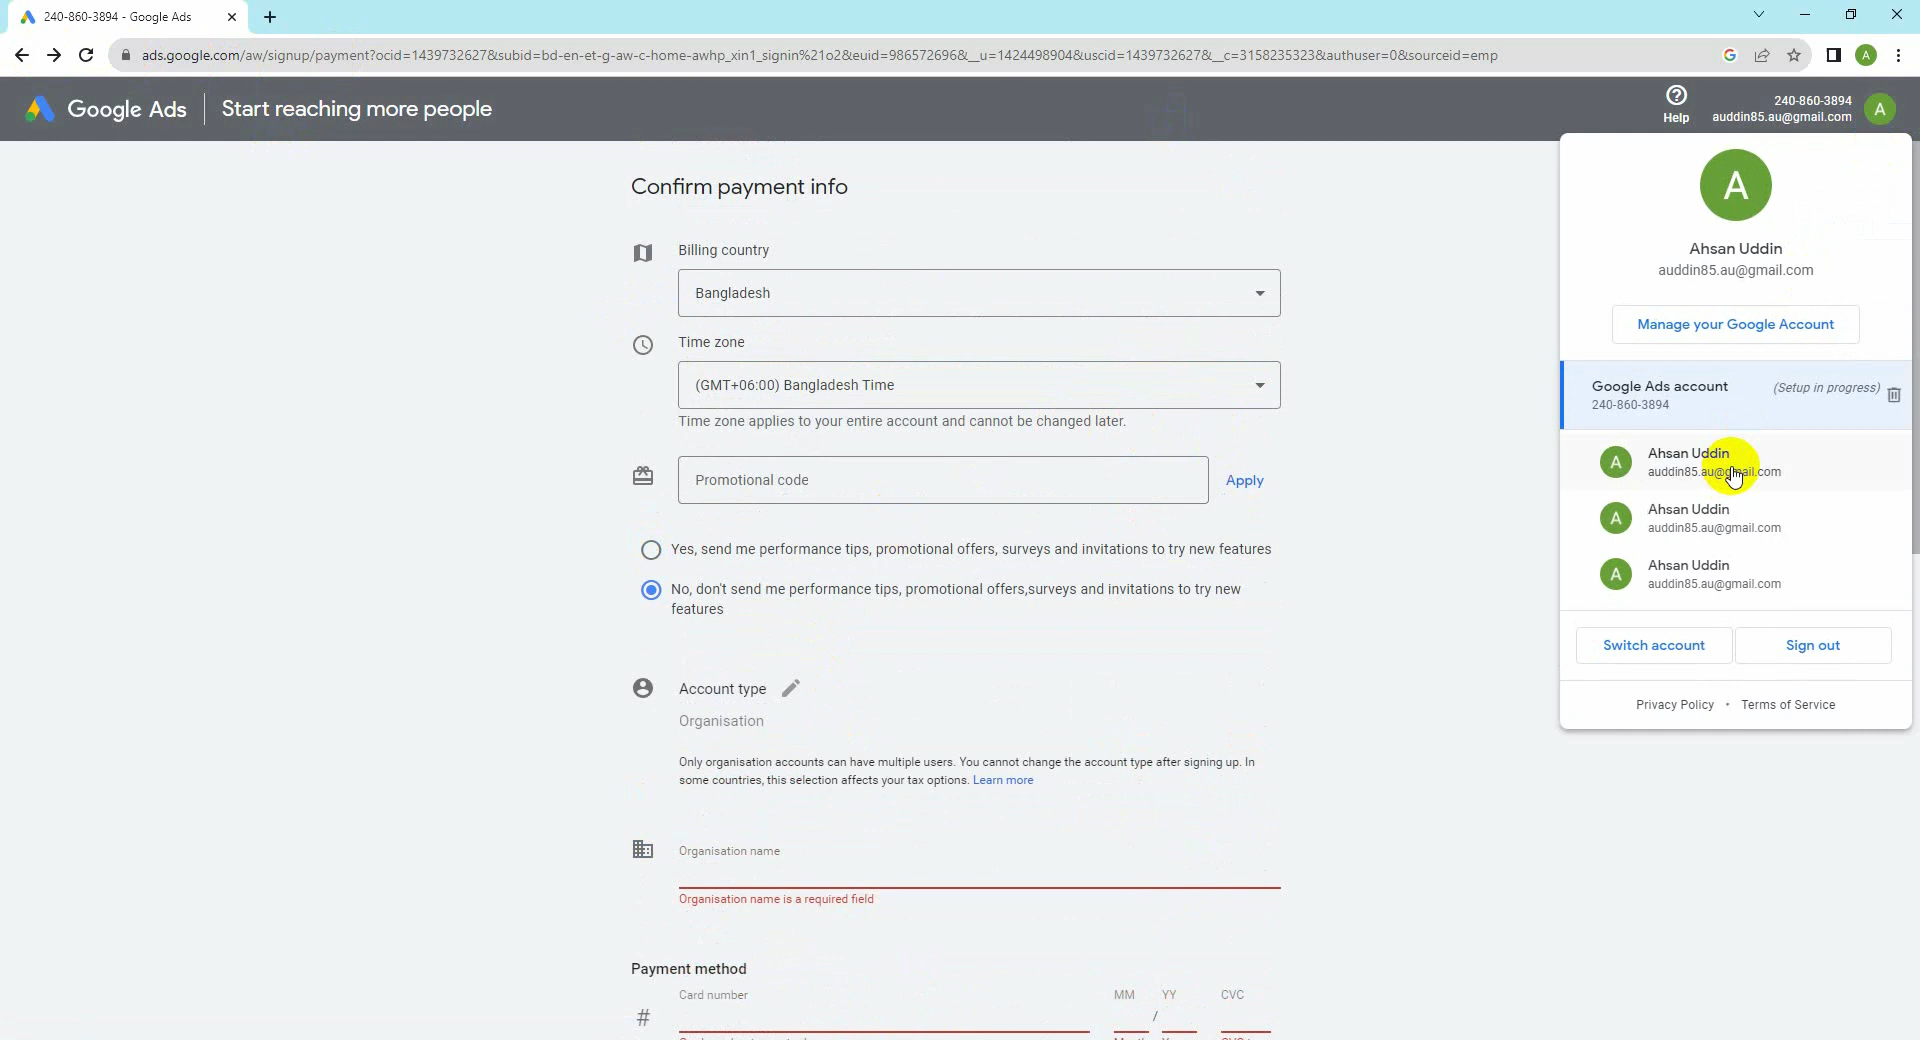 240-860-3894 - Google Ads
ads.google.com/aw/signup/payment?ocid=1439732627&subid=bd-en-et-g-aw-c-home-awhp_xin1_signin%21o2&euid=986572696&__u=1424498904&uscid=1439732627&__c=3158235323&authuser=0&sourceid=emp
A
Google Ads
Start reaching more people
Help
240-860-3894
auddin85.au@gmail.com
A
Confirm payment info
Billing country
Bangladesh
Time zone
(GMT+06:00) Bangladesh Time
Time zone applies to your entire account and cannot be changed later.
Promotional code
Apply
Yes, send me performance tips, promotional offers, surveys and invitations to try new features
No, don't send me performance tips, promotional offers,surveys and invitations to try new
features
Account type
Organisation
Only organisation accounts can have multiple users. You cannot change the account type after signing up. In
some countries, this selection affects your tax options. Learn more
Organisation name
Organisation name is a required field
Payment method
Card number
MM
YY
CVC
#
/
A
Ahsan Uddin
auddin85.au@gmail.com
Manage your Google Account
Google Ads account
(Setup in progress)
240-860-3894
A
Ahsan Uddin
auddin85.au@gmail.com
A
Ahsan Uddin
auddin85.au@gmail.com
A
Ahsan Uddin
auddin85.au@gmail.com
Switch account
Sign out
Privacy Policy • Terms of Service